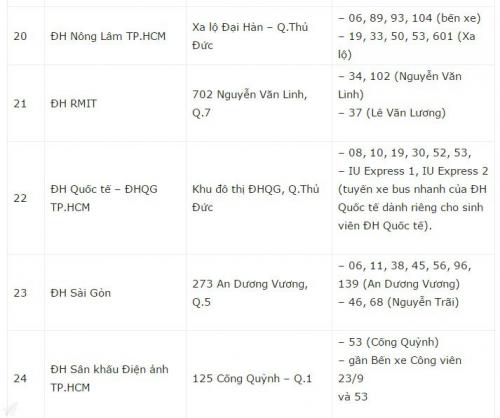 20
ĐH Nông Lâm TP.HCM
Xa lộ Đại Hàn – Q.Thủ
Đức
– 06, 89, 93, 104 (bến xe)
– 19, 33, 50, 53, 601 (Xa
lộ)
21
ĐH RMIT
702 Nguyễn Văn Linh,
Q.7
– 34, 102 (Nguyễn Văn
Linh)
– 37 (Lê Văn Lương)
22
ĐH Quốc tế – ĐHQG
TP.HCM
Khu đô thị ĐHQG, Q.Thủ
Đức
– 08, 10, 19, 30, 52, 53,
– IU Express 1, IU Express 2
(tuyến xe bus nhanh của ĐH
Quốc tế dành riêng cho sinh
viên ĐH Quốc tế).
23
ĐH Sài Gòn
273 An Dương Vương,
Q.5
– 06, 11, 38, 45, 56, 96,
139 (An Dương Vương)
– 46, 68 (Nguyễn Trãi)
24
ĐH Sân khấu Điện ảnh
TP.HCM
125 Cống Quỳnh – Q.1
– 53 (Cống Quỳnh)
– gần Bến xe Công viên
23/9
và 53